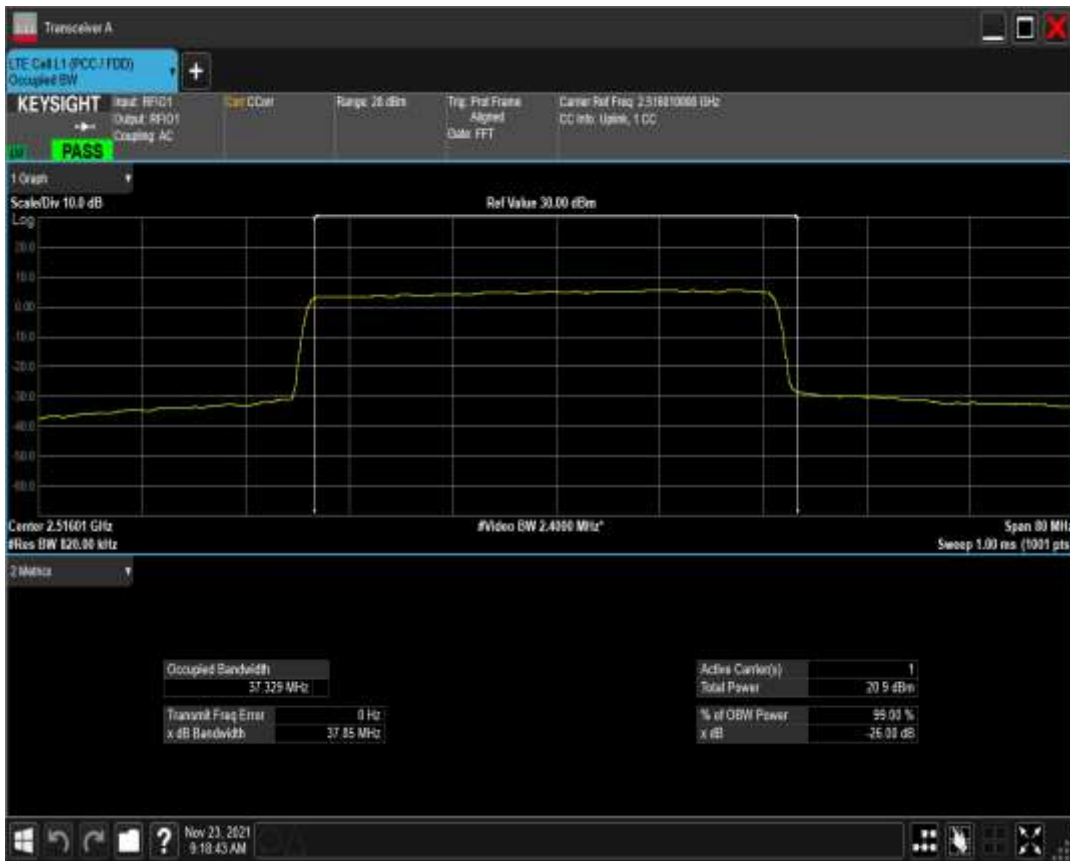 Transceiver A
LTE Cell L1 (PCC / FDD)
Occupied BW
+
KEYSIGHT
Input: RFIO1
Output: RFIO1
Coupling: AC
Corr CCorr
Range: 28 dBm
Trig: Prd Frame
Aligned
Gate: FFT
Carrier Ref Freq: 2.516010000 GHz
CC Info: Uplink, 1 CC
PASS
1 Graph
Scale/Div 10.0 dB
Ref Value 30.00 dBm
Log
20.0
10.0
0.00
-10.0
-20.0
-30.0
-40.0
-50.0
-60.0
Center 2.51601 GHz
#Video BW 2.4000 MHz*
Span 80 MHz
#Res BW 820.00 kHz
Sweep 1.00 ms (1001 pts
2 Metrics
Occupied Bandwidth
37.329 MHz
Transmit Freq Error 0 Hz
x dB Bandwidth 37.85 MHz
Active Carrier(s) 1
Total Power 20.9 dBm
% of OBW Power 99.00 %
x dB -26.00 dB
?
Nov 23, 2021
9:18:43 AM